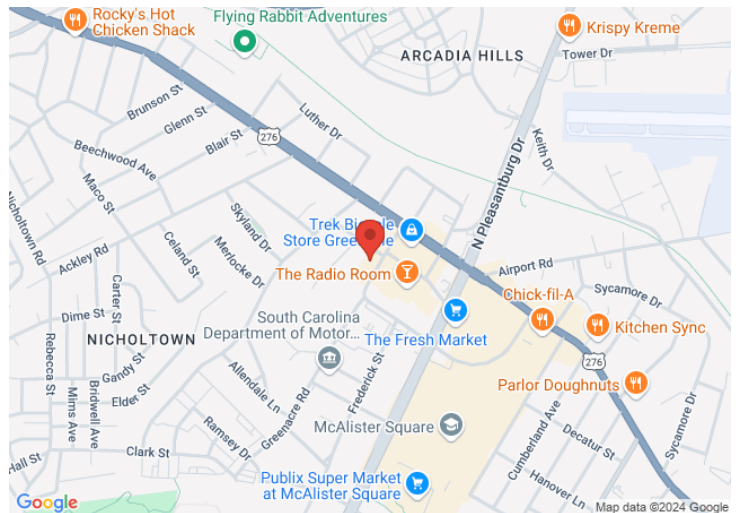 Rocky's Hot
Chicken Shack
Flying Rabbit Adventures
ARCADIA HILLS
Krispy Kreme
Tower Dr
Brunson St
Glenn St
Blair St
Luther Dr
276
Keith Dr
Beechwood Ave
Maco St
Nicholtown Rd
Skyland Dr
Merlocke Dr
Celand St
Ackley Rd
Carter St
N Pleasantburg Dr
Trek Bicycle
Store Greenville
The Radio Room
Airport Rd
Sycamore Dr
Chick-fil-A
Kitchen Sync
Dime St
NICHOLTOWN
South Carolina
Department of Motor...
The Fresh Market
276
Parlor Doughnuts
Rebecca St
Mims Ave
Bridwell Ave
Gandy St
Elder St
Allendale Ln
Greenacre Rd
Frederick St
McAlister Square
Cumberland Ave
Decatur St
Sycamore Dr
Hall St
Clark St
Ramsey Dr
Hanover Ln
Publix Super Market
at McAlister Square
Google
Map data ©2024 Google